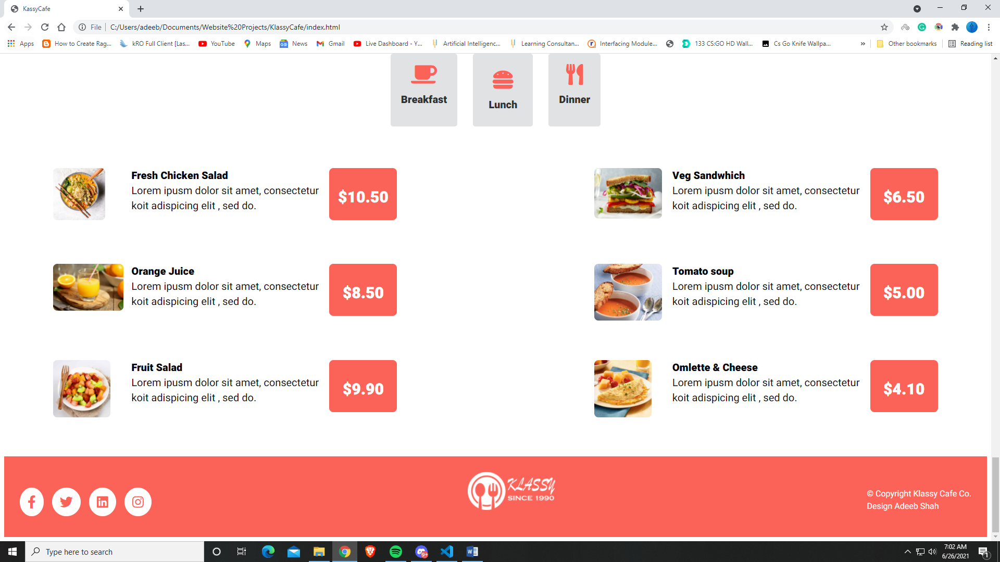 KassyCafe
File
C:/Users/adeeb/Documents/Website%20Projects/KlassyCafe/index.html
Apps
How to Create Rag...
kRO Full Client [Las...
YouTube
Maps
News
Gmail
Live Dashboard - Y...
Artificial Intelligenc...
Learning Consultan...
Interfacing Module...
133 CS:GO HD Wall...
Cs Go Knife Wallpa...
»
Other bookmarks
Reading list
Breakfast
Lunch
Dinner
Fresh Chicken Salad
Lorem ipusm dolor sit amet, consectetur
koit adispicing elit , sed do.
$10.50
Veg Sandwhich
Lorem ipusm dolor sit amet, consectetur
koit adispicing elit , sed do.
$6.50
Orange Juice
Lorem ipusm dolor sit amet, consectetur
koit adispicing elit , sed do.
$8.50
Tomato soup
Lorem ipusm dolor sit amet, consectetur
koit adispicing elit , sed do.
$5.00
Fruit Salad
Lorem ipusm dolor sit amet, consectetur
koit adispicing elit , sed do.
$9.90
Omlette & Cheese
Lorem ipusm dolor sit amet, consectetur
koit adispicing elit , sed do.
$4.10
KLASSY
SINCE 1990
© Copyright Klassy Cafe Co.
Design Adeeb Shah
Type here to search
9+
7:02 AM
6/26/2021
1